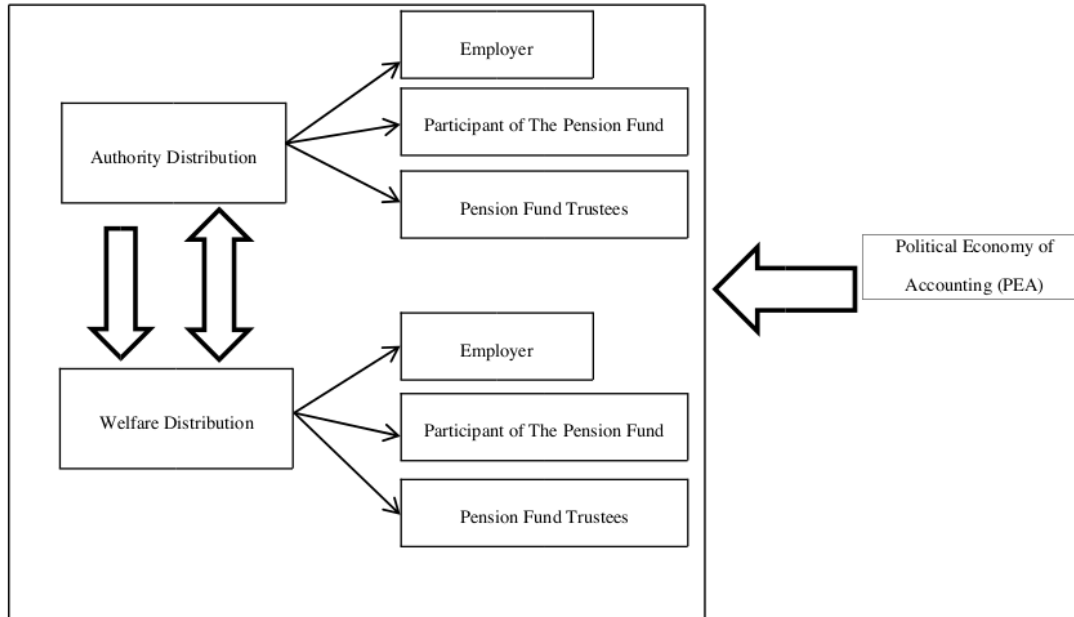 Employer
Participant of The Pension Fund
Authority Distribution
Pension Fund Trustees
Political Economy of
Accounting (PEA)
Employer
Welfare Distribution
Participant of The Pension Fund
Pension Fund Trustees